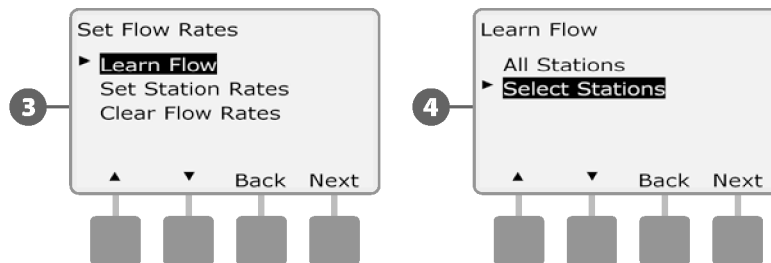 Set Flow Rates
Learn Flow
Set Station Rates
Clear Flow Rates
3
Back Next
Learn Flow
All Stations
Select Stations
4
Back Next